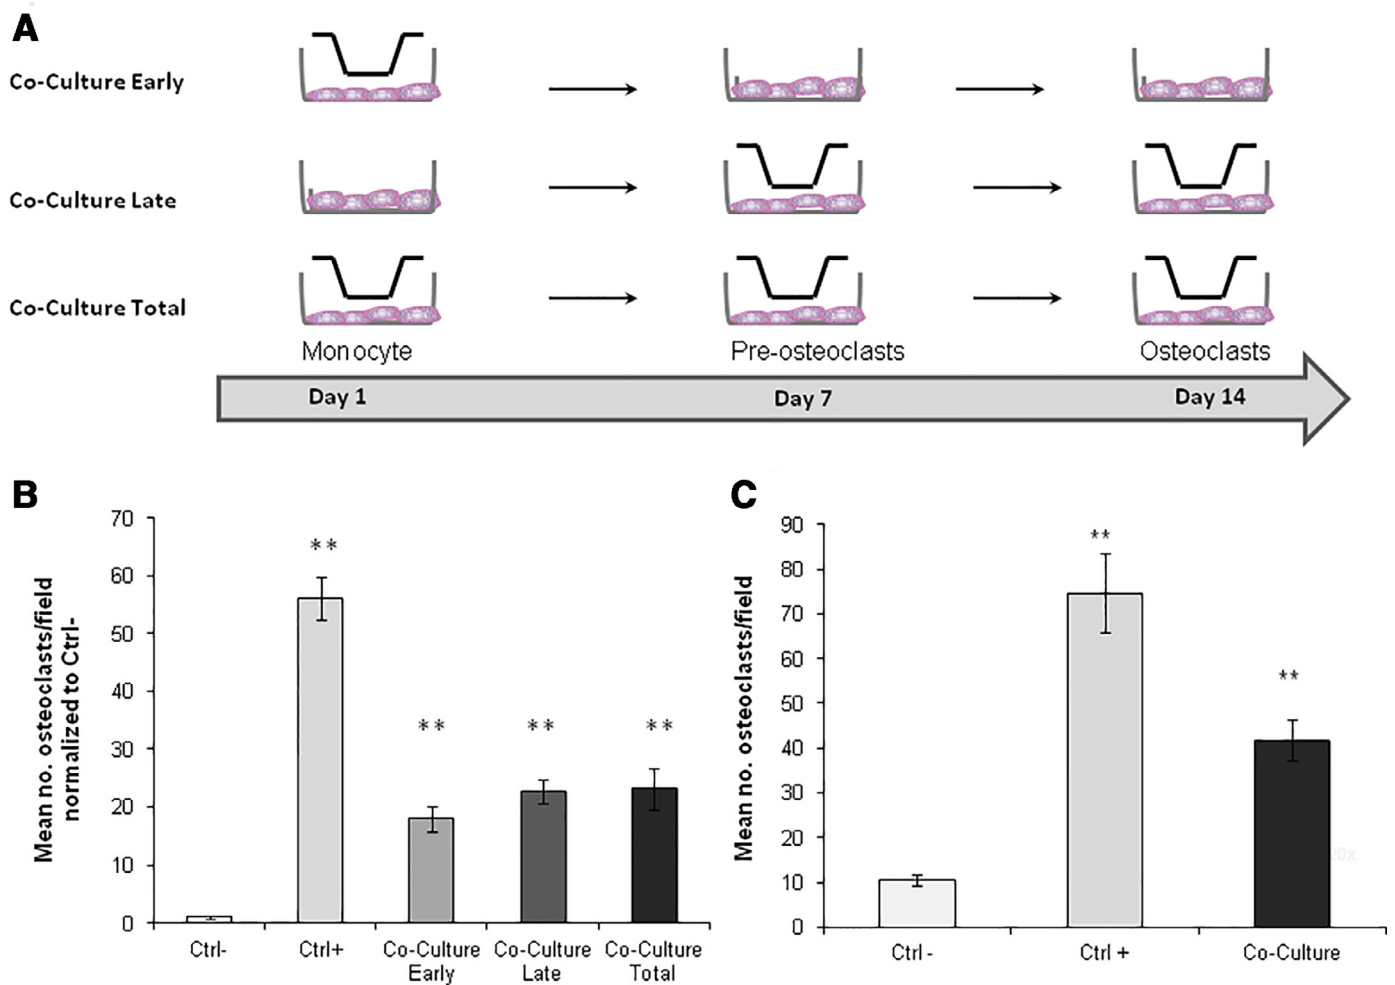 A
Co-Culture Early
Co-Culture Late
Co-Culture Total
Monocyte
Pre-osteoclasts
Osteoclasts
Day 1
Day 7
Day 14
B
Mean no. osteoclasts/field
normalized to Ctrl-
70
60
50
40
30
20
10
0
**
**
**
**
Ctrl-
Ctrl+
Co-Culture
Early
Co-Culture
Late
Co-Culture
Total
C
Mean no. osteoclasts/field
90
80
70
60
50
40
30
20
10
0
**
**
20x
Ctrl -
Ctrl +
Co-Culture